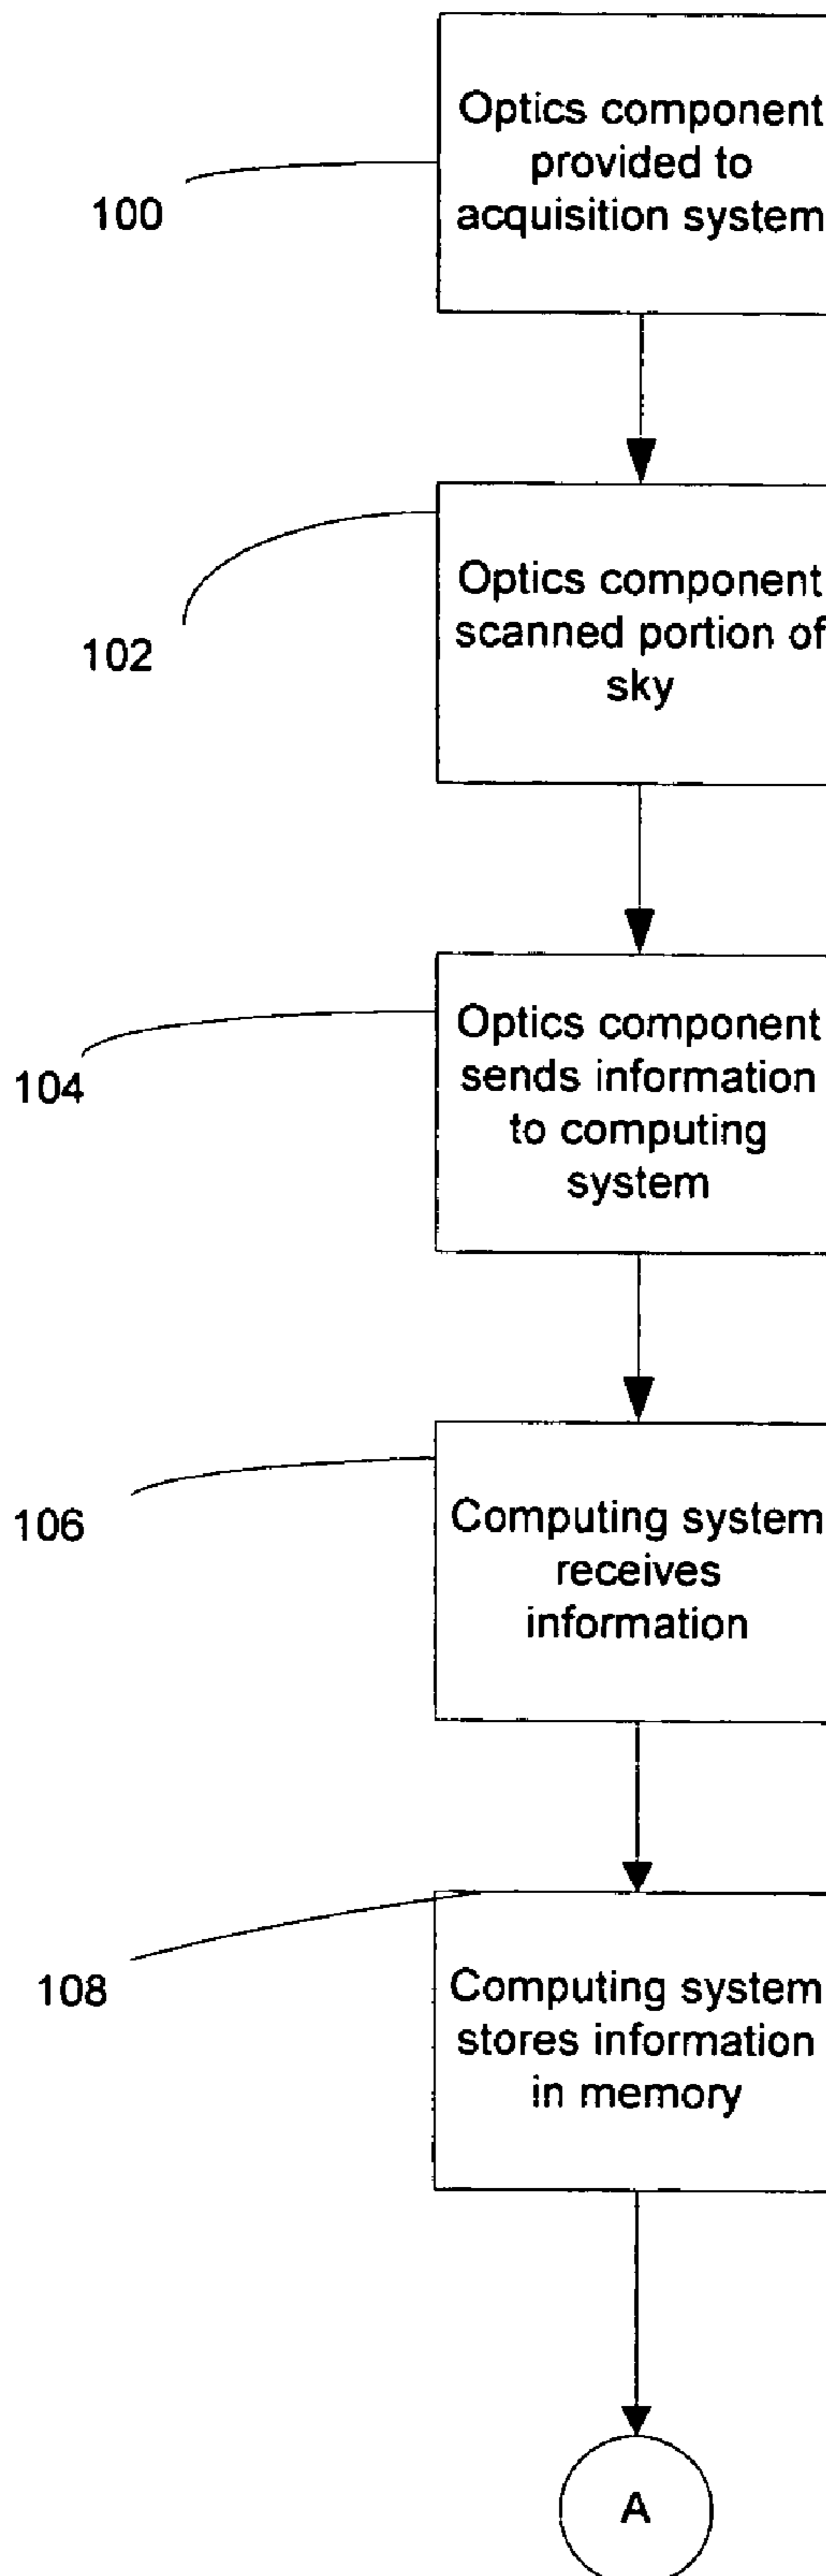 100
Optics component
provided to
acquisition system
102
Optics component
scanned portion of
sky
104
Optics component
sends information
to computing
system
106
Computing system
receives
information
108
Computing system
stores information
in memory
A